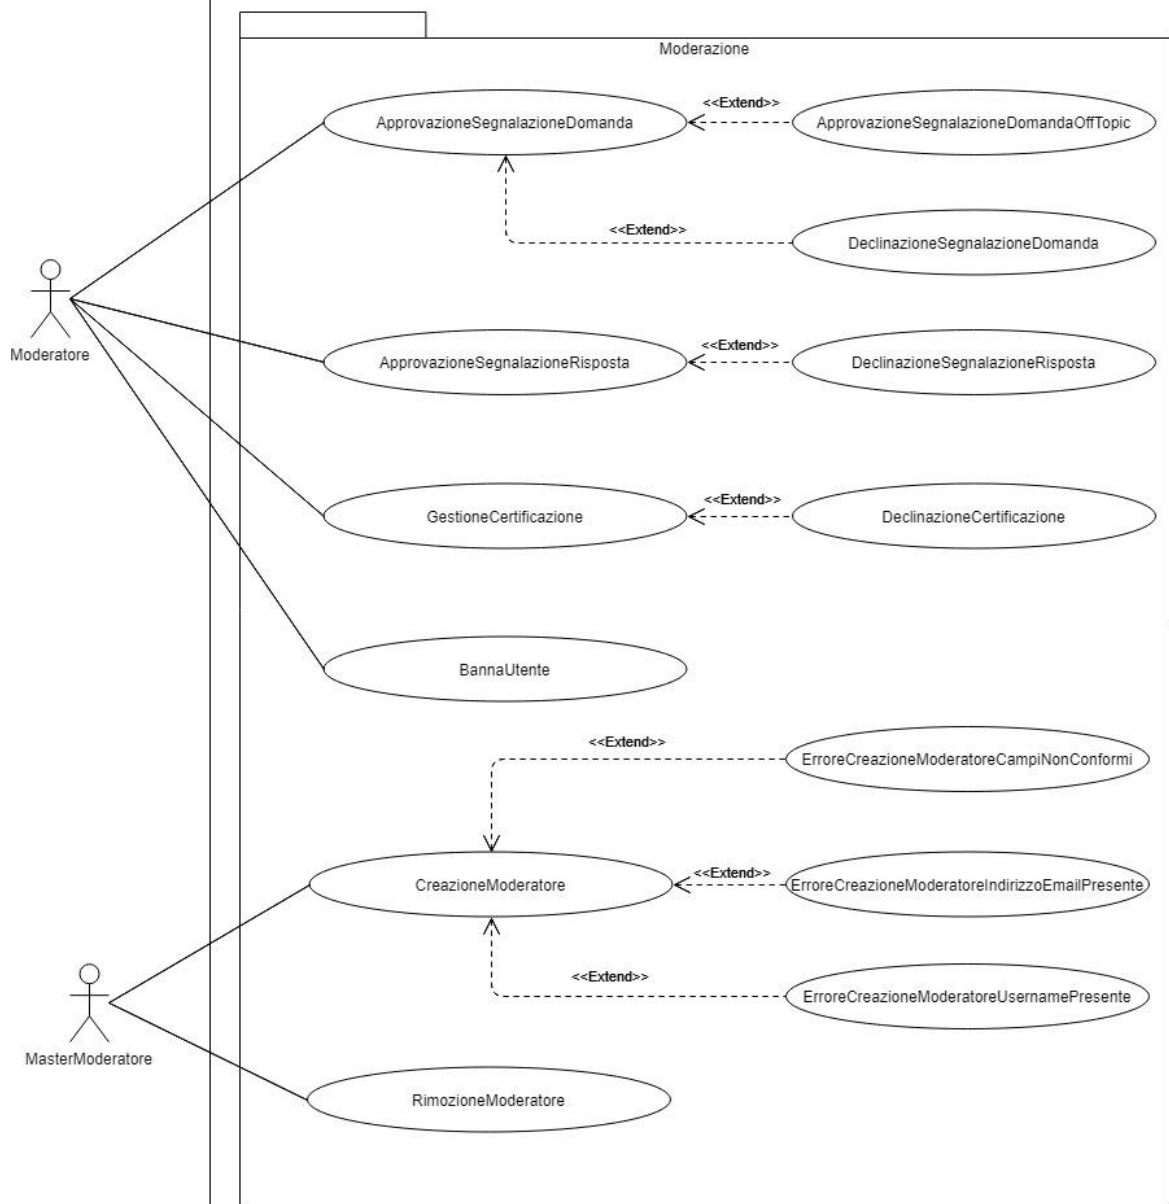 Moderazione
<<Extend>>
ApprovazioneSegnalazioneDomanda
ApprovazioneSegnalazioneDomandaOffTopic
<<Extend>>
DeclinazioneSegnalazioneDomanda
Moderatore
<<Extend>>
ApprovazioneSegnalazioneRisposta
DeclinazioneSegnalazioneRisposta
<<Extend>>
GestioneCertificazione
DeclinazioneCertificazione
BannaUtente
<<Extend>>
ErroreCreazioneModeratoreCampiNonConformi
<<Extend>>
CreazioneModeratore
ErroreCreazioneModeratoreIndirizzoEmailPresente
<<Extend>>
ErroreCreazioneModeratoreUsernamePresente
MasterModeratore
RimozioneModeratore